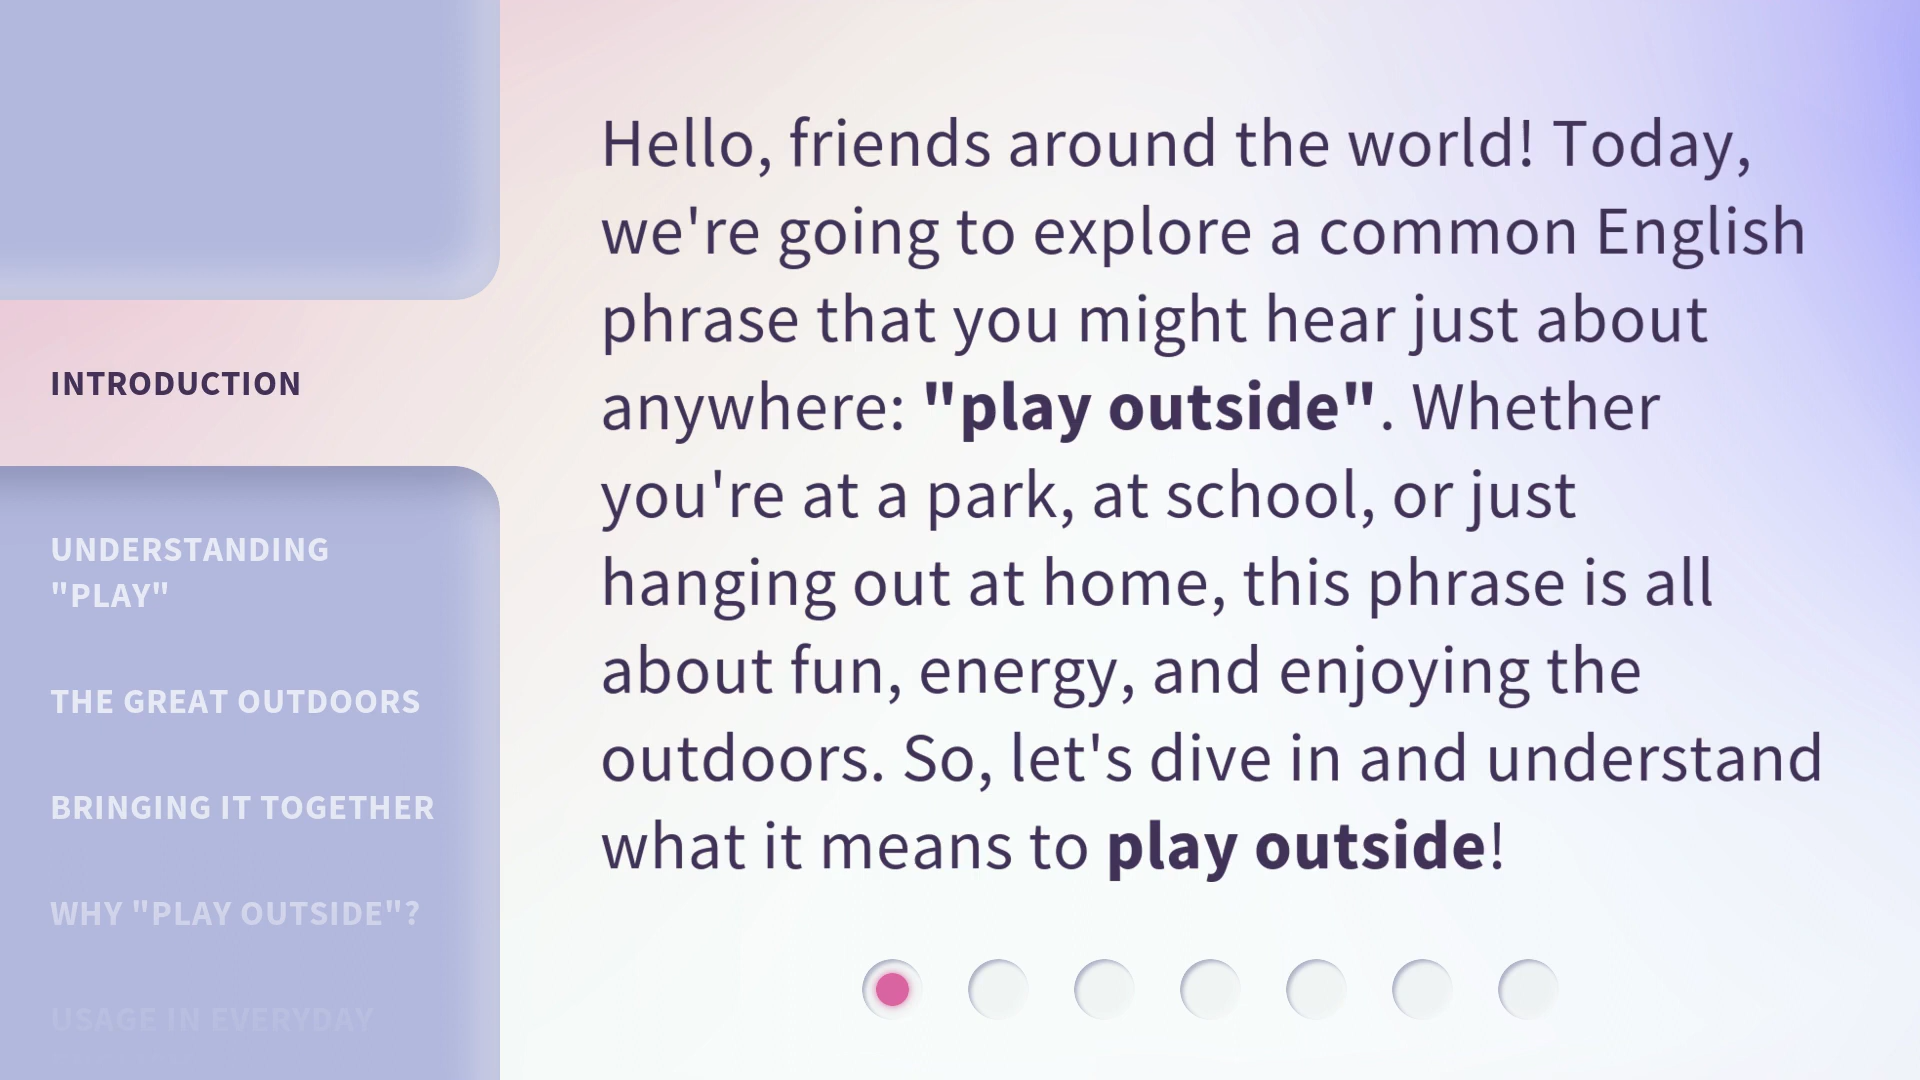 INTRODUCTION
UNDERSTANDING
"PLAY"
THE GREAT OUTDOORS
BRINGING IT TOGETHER
WHY "PLAY OUTSIDE"?
USAGE IN EVERYDAY
Hello, friends around the world! Today,
we're going to explore a common English
phrase that you might hear just about
anywhere: "play outside". Whether
you're at a park, at school, or just
hanging out at home, this phrase is all
about fun, energy, and enjoying the
outdoors. So, let's dive in and understand
what it means to play outside!